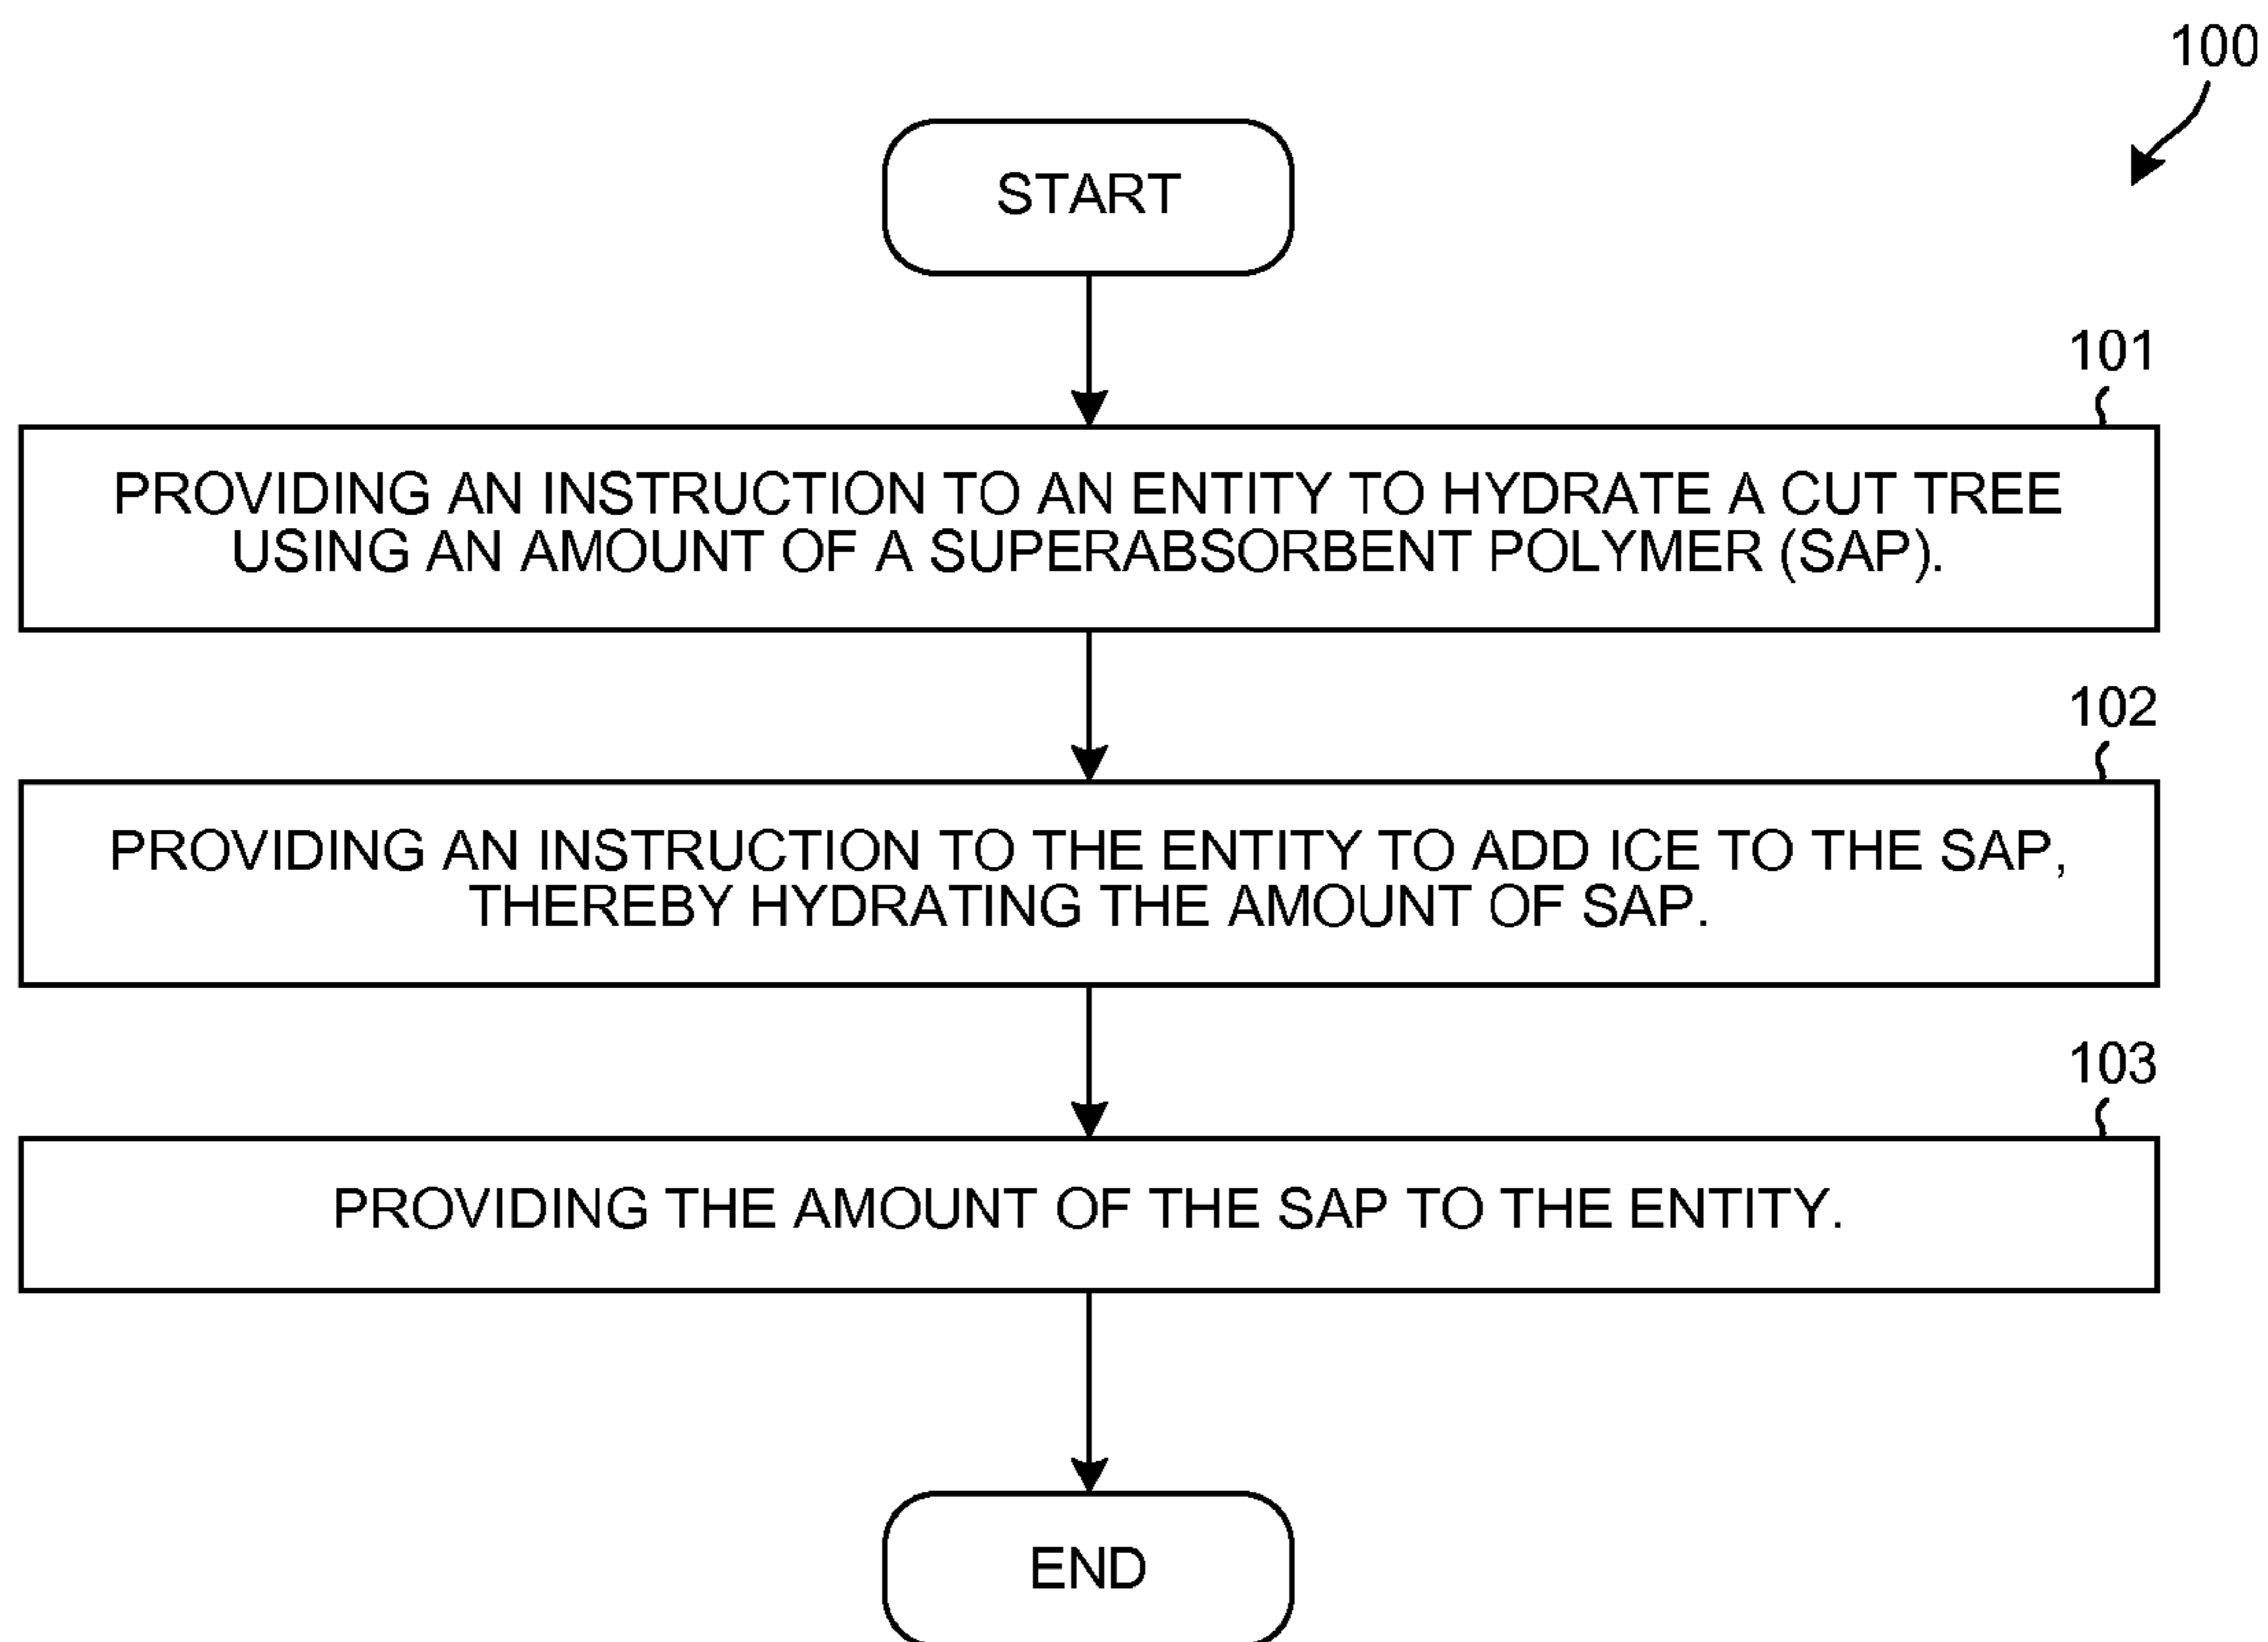 100
START
101
PROVIDING AN INSTRUCTION TO AN ENTITY TO HYDRATE A CUT TREE
USING AN AMOUNT OF A SUPERABSORBENT POLYMER (SAP).
102
PROVIDING AN INSTRUCTION TO THE ENTITY TO ADD ICE TO THE SAP,
THEREBY HYDRATING THE AMOUNT OF SAP.
103
PROVIDING THE AMOUNT OF THE SAP TO THE ENTITY.
END